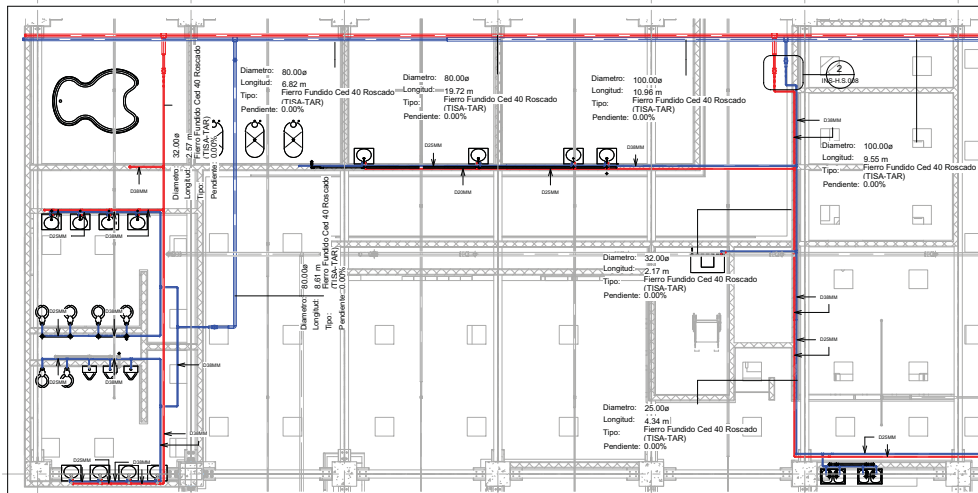 Diametro: 80.00ø
Longitud: 6.82 m
Tipo: Fierro Fundido Ced 40 Roscado
(TISA-TAR)
Pendiente: 0.00%
Diametro: 80.00ø
Longitud: 19.72 m
Tipo: Fierro Fundido Ced 40 Roscado
(TISA-TAR)
Pendiente: 0.00%
Diametro: 100.00ø
Longitud: 10.96 m
Tipo: Fierro Fundido Ced 40 Roscado
(TISA-TAR)
Pendiente: 0.00%
2
INS-H.S.008
Diametro: 32.00ø
Longitud: 2.57 m
Tipo: Fierro Fundido Ced 40 Roscado
(TISA-TAR)
Pendiente: 0.00%
D38MM
D25MM
D38MM
Diametro: 100.00ø
Longitud: 9.55 m
Tipo: Fierro Fundido Ced 40 Roscado
(TISA-TAR)
Pendiente: 0.00%
D38MM
D20MM
D25MM
Diametro: 80.00ø
Longitud: 8.61 m
Tipo: Fierro Fundido Ced 40 Roscado
(TISA-TAR)
Pendiente: 0.00%
D25MM
D38MM
Diametro: 32.00ø
Longitud: 2.17 m
Tipo: Fierro Fundido Ced 40 Roscado
(TISA-TAR)
Pendiente: 0.00%
D38MM
D25MM
D38MM
D25MM
D38MM
D25MM
D38MM
Diametro: 25.00ø
Longitud: 4.34 m
Tipo: Fierro Fundido Ced 40 Roscado
(TISA-TAR)
Pendiente: 0.00%
D38MM
D25MM
D25MM
D38MM